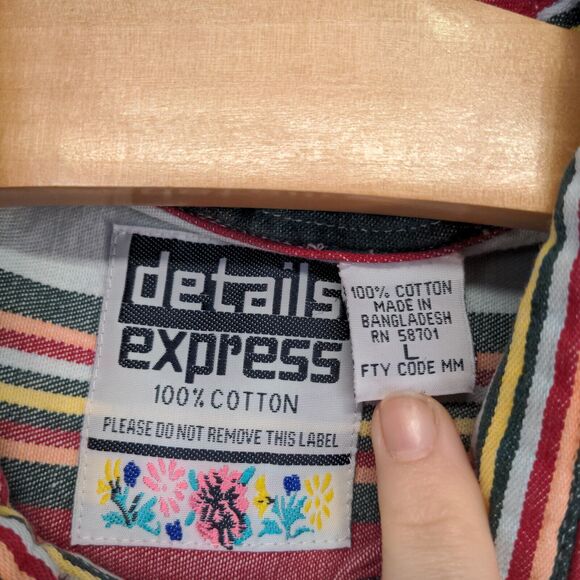 details
express
100% COTTON
PLEASE DO NOT REMOVE THIS LABEL
100% COTTON
MADE IN
BANGLADESH
RN 58701
L
FTY CODE MM